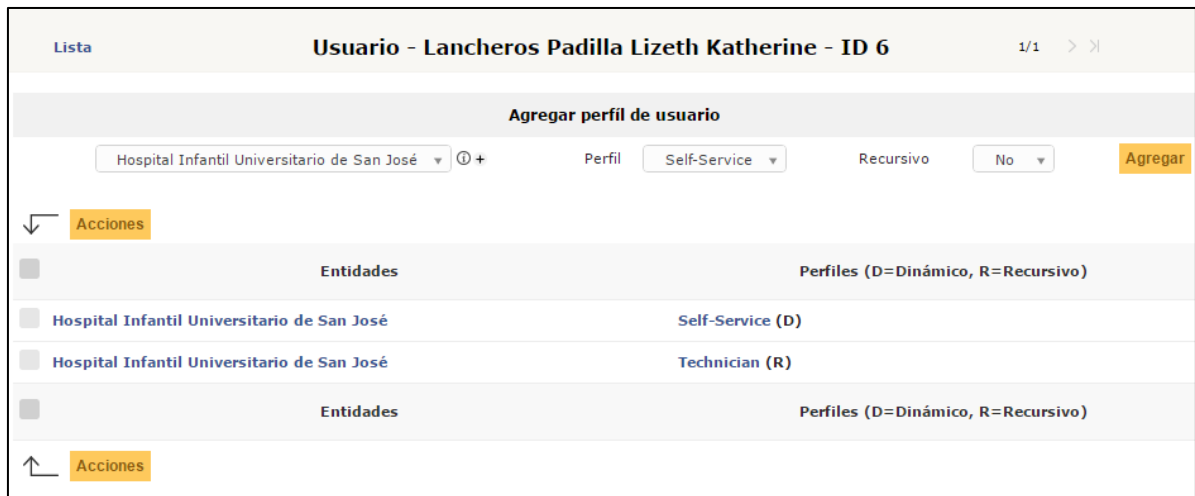 Lista Usuario - Lancheros Padilla Lizeth Katherine - ID 6 1/1
Agregar perfíl de usuario
Hospital Infantil Universitario de San José + Perfil Self-Service Recursivo No Agregar
Acciones
Entidades Perfiles (D=Dinámico, R=Recursivo)
Hospital Infantil Universitario de San José Self-Service (D)
Hospital Infantil Universitario de San José Technician (R)
Entidades Perfiles (D=Dinámico, R=Recursivo)
Acciones